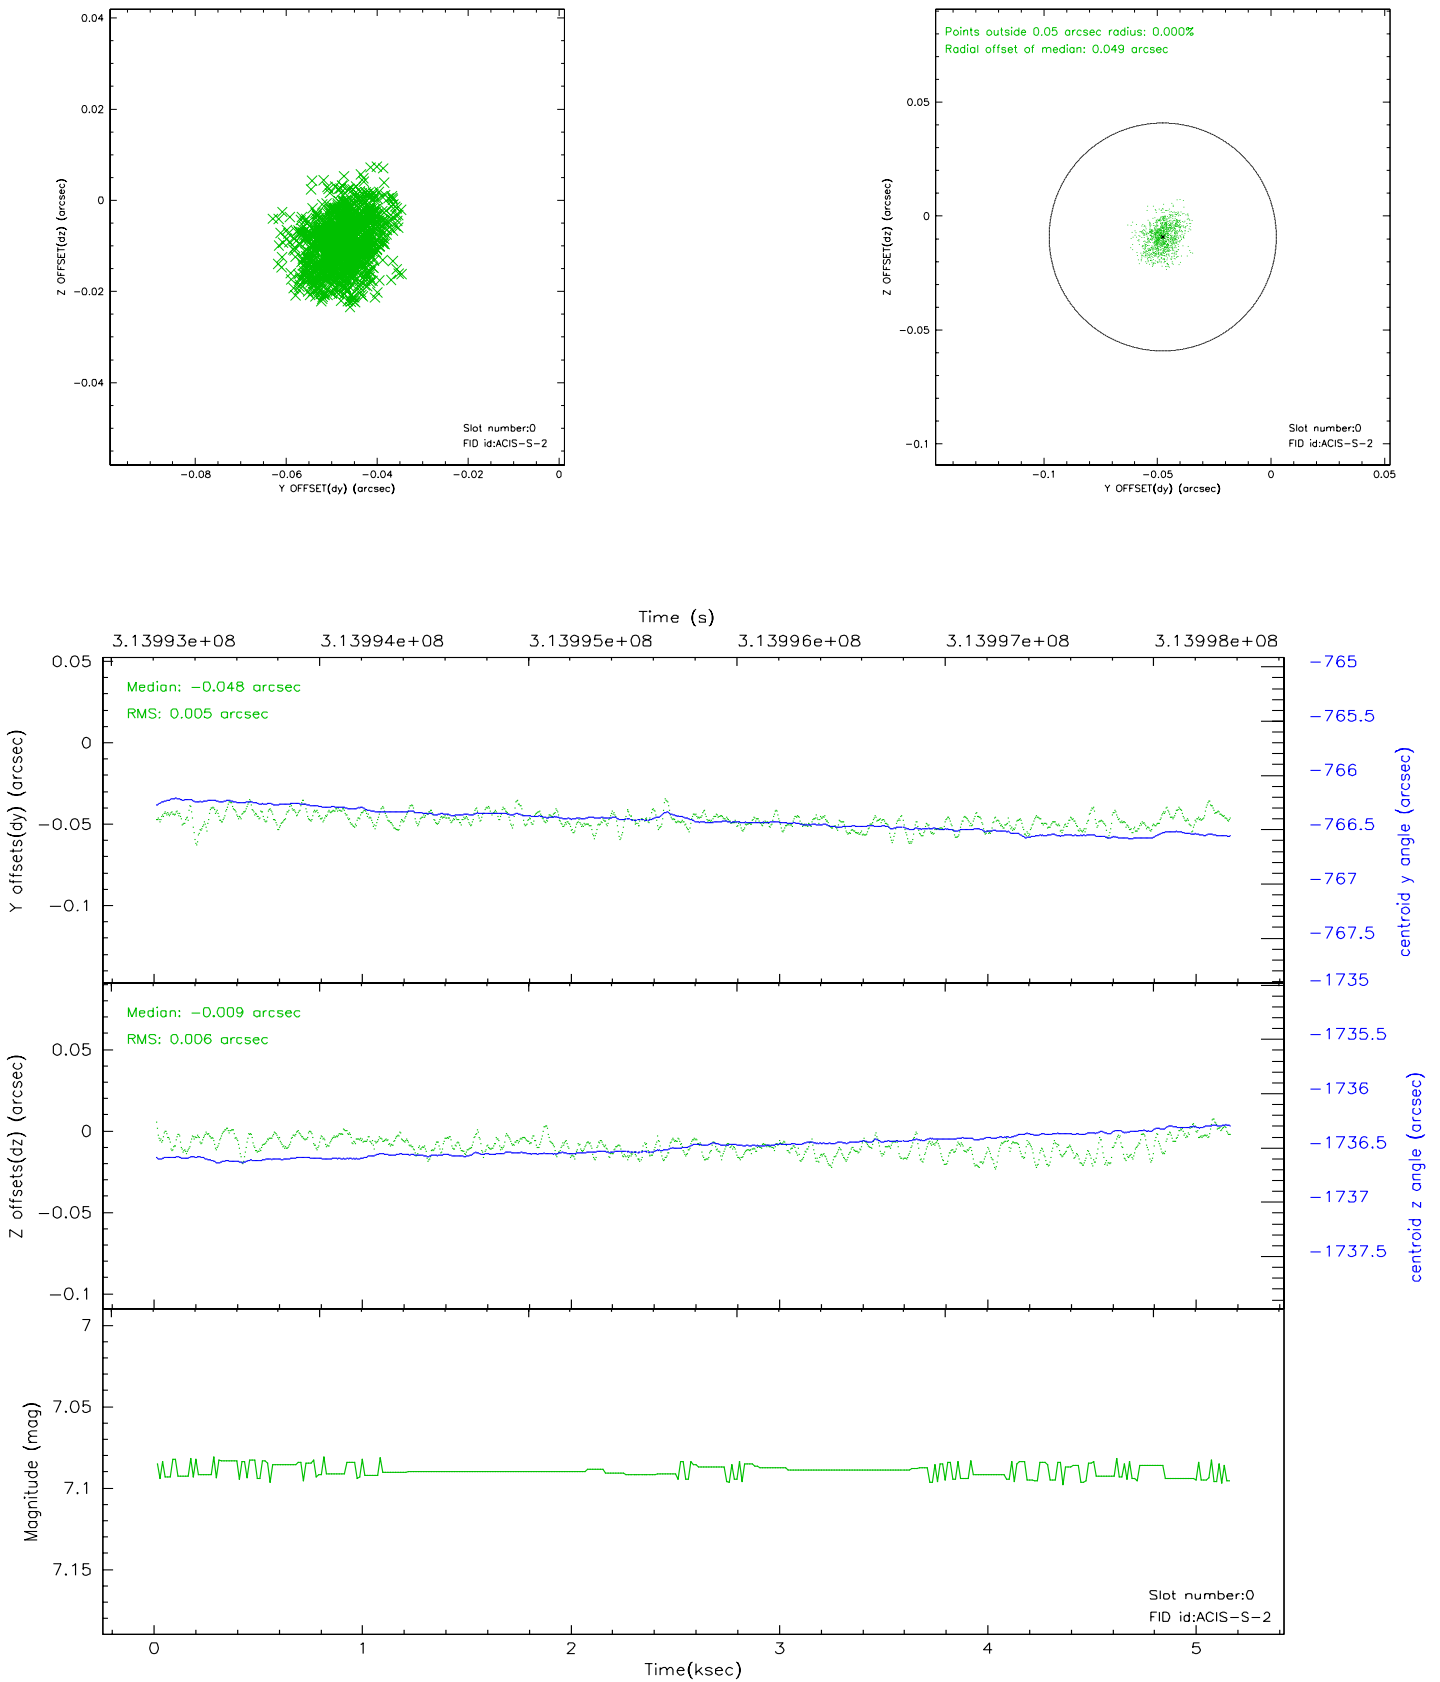 0.04
0.02
0
-0.02
-0.04
Z OFFSET(dz) (arcsec)
Slot number:0
FID id:ACIS-S-2
-0.08 -0.06 -0.04 -0.02 0
Y OFFSET(dy) (arcsec)
Points outside 0.05 arcsec radius: 0.000%
Radial offset of median: 0.049 arcsec
0.05
0
-0.05
-0.1
Z OFFSET(dz) (arcsec)
Slot number:0
FID id:ACIS-S-2
-0.1 -0.05 0 0.05
Y OFFSET(dy) (arcsec)
Time (s)
3.13993e+08 3.13994e+08 3.13995e+08 3.13996e+08 3.13997e+08 3.13998e+08
Median: -0.048 arcsec
RMS: 0.005 arcsec
0.05
0
-0.05
-0.1
Y offsets(dy) (arcsec)
-765
-765.5
-766
-766.5
-767
-767.5
centroid y angle (arcsec)
Median: -0.009 arcsec
RMS: 0.006 arcsec
0.05
0
-0.05
-0.1
Z offsets(dz) (arcsec)
-1735
-1735.5
-1736
-1736.5
-1737
-1737.5
centroid z angle (arcsec)
7
7.05
7.1
7.15
Magnitude (mag)
Slot number:0
FID id:ACIS-S-2
0 1 2 3 4 5
Time(ksec)